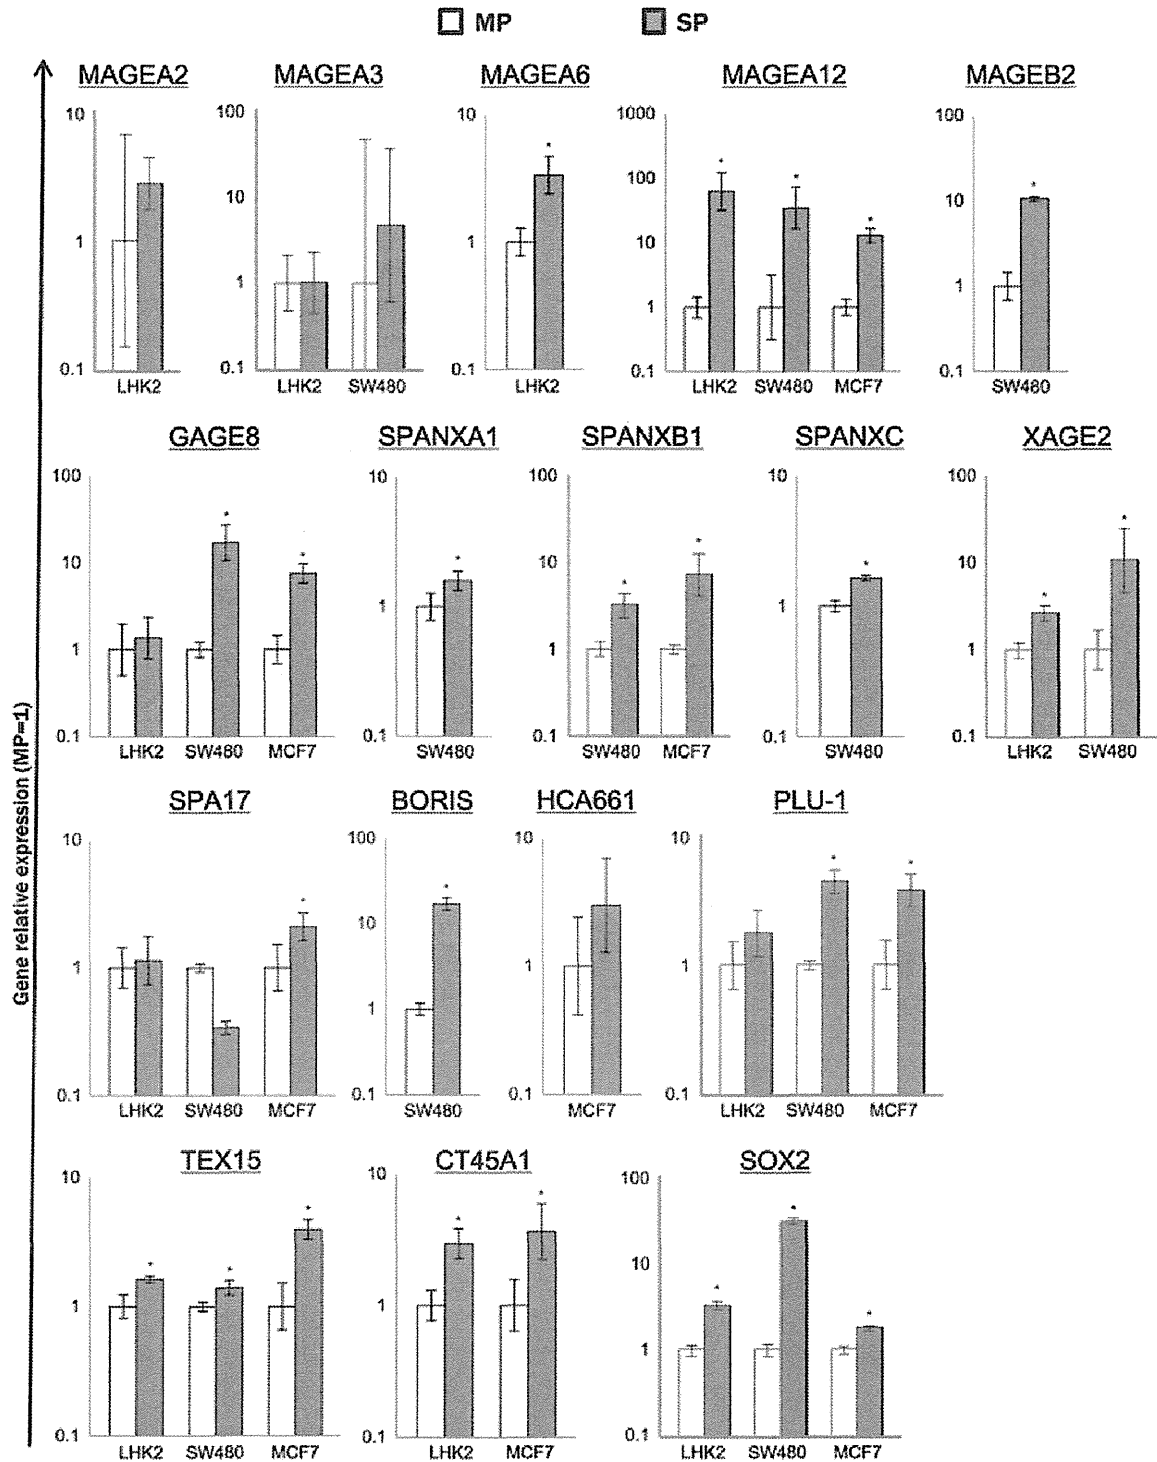 MP SP
MAGEA2 MAGEA3 MAGEA6 MAGEA12 MAGEB2
10 100 10 1000 100
100
10 10
10
1 1 1 1 1
0.1 0.1 0.1 0.1 0.1
LHK2 LHK2 SW480 LHK2 LHK2 SW480 MCF7 SW480
* * * * *
GAGE8 SPANXA1 SPANXB1 SPANXC XAGE2
100 10 100 10 100
10 10 10
1 1 1 1 1
0.1 0.1 0.1 0.1 0.1
LHK2 SW480 MCF7 SW480 SW480 MCF7 SW480 LHK2 SW480
* * * * * * * *
Gene relative expression (MP=1)
SPA17 BORIS HCA661 PLU-1
10 100 10 10
10
1 1 1 1
0.1 0.1 0.1 0.1
LHK2 SW480 MCF7 SW480 MCF7 LHK2 SW480 MCF7
* * * *
TEX15 CT45A1 SOX2
10 10 100
10
1 1 1
0.1 0.1 0.1
LHK2 SW480 MCF7 LHK2 MCF7 LHK2 SW480 MCF7
* * * * * * * *